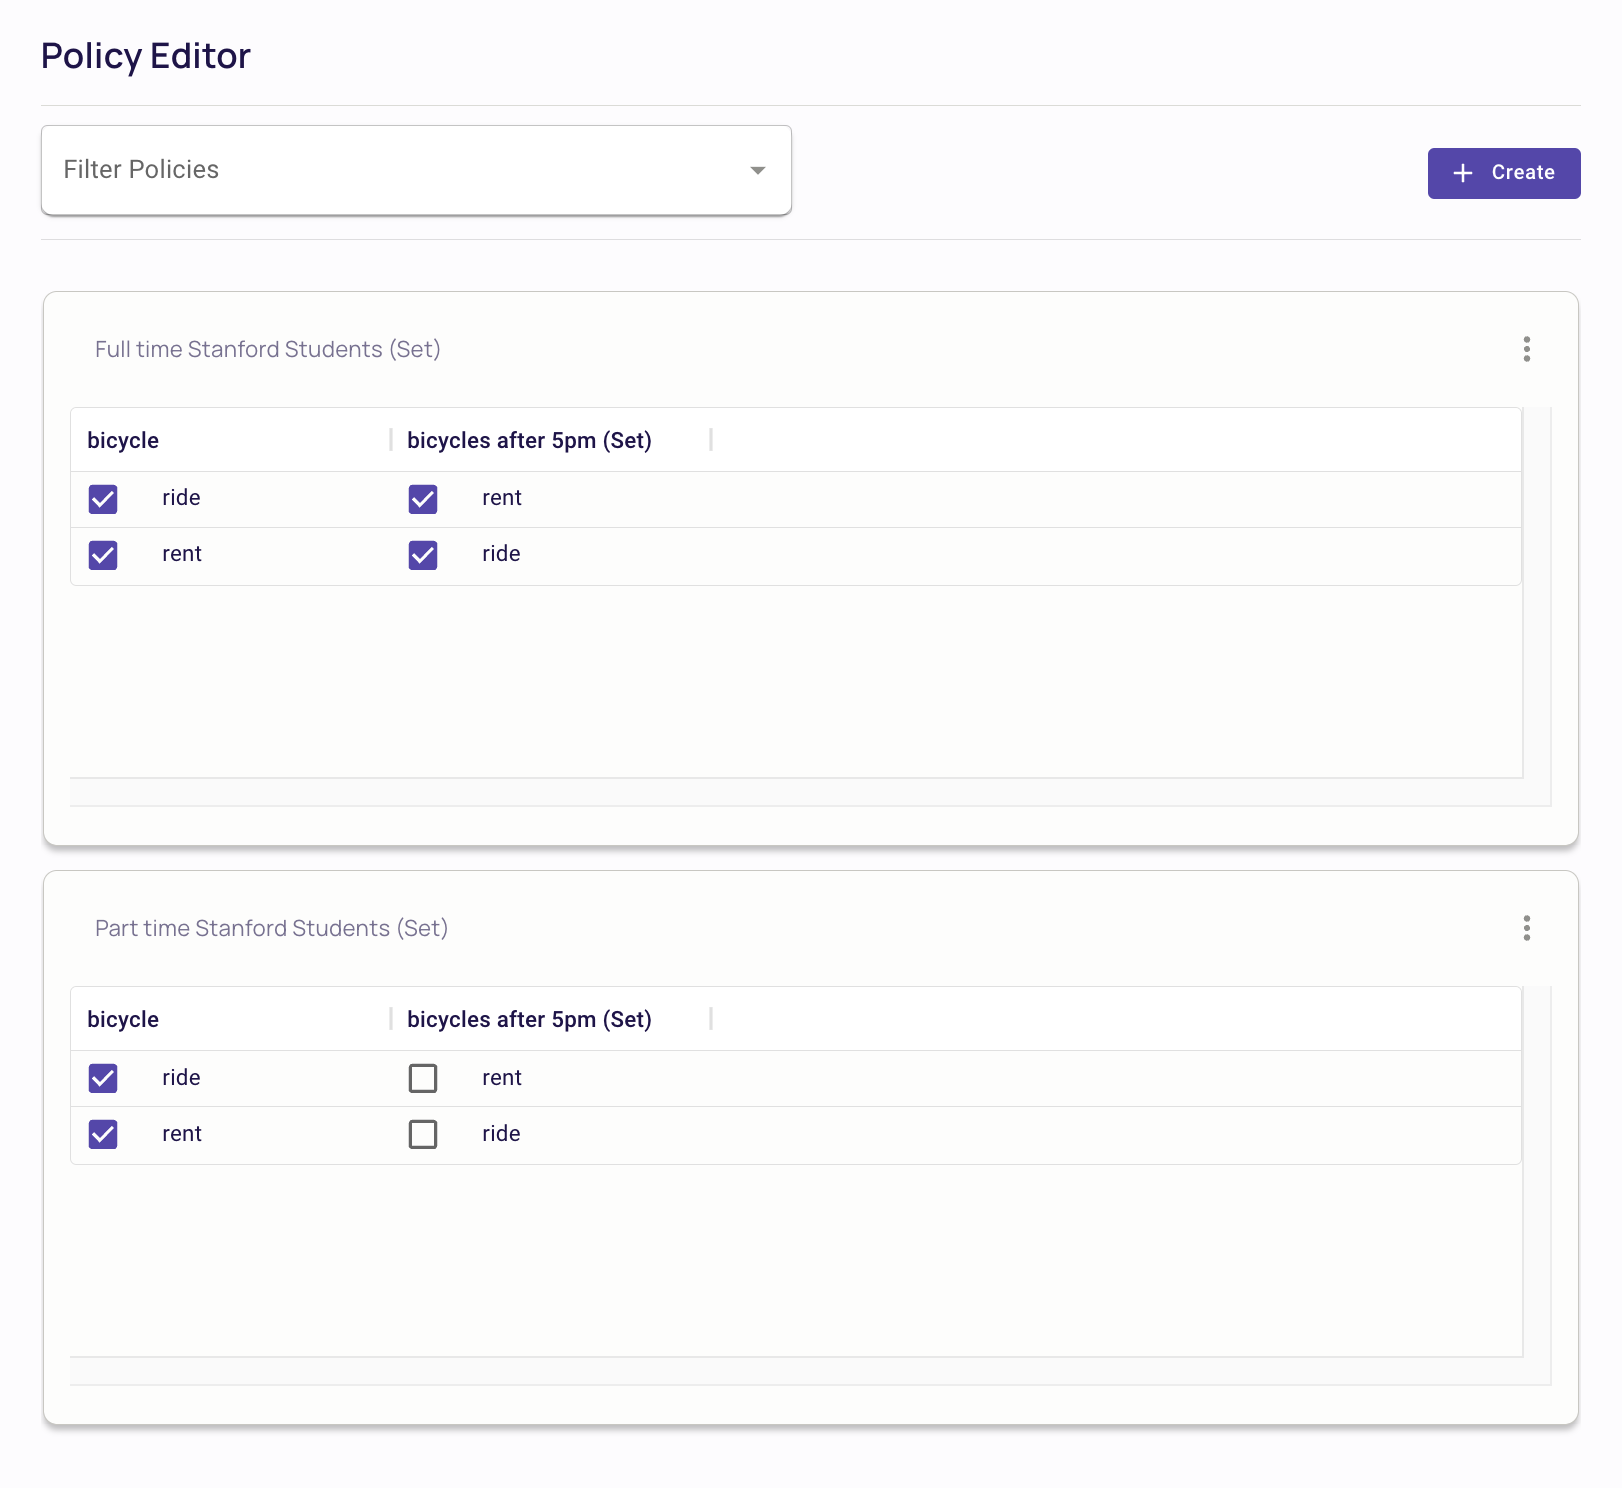 Policy Editor
Filter Policies
Create
Full time Stanford Students (Set)
bicycle bicycles after 5pm (Set)
ride rent
rent ride
Part time Stanford Students (Set)
bicycle bicycles after 5pm (Set)
ride rent
rent ride